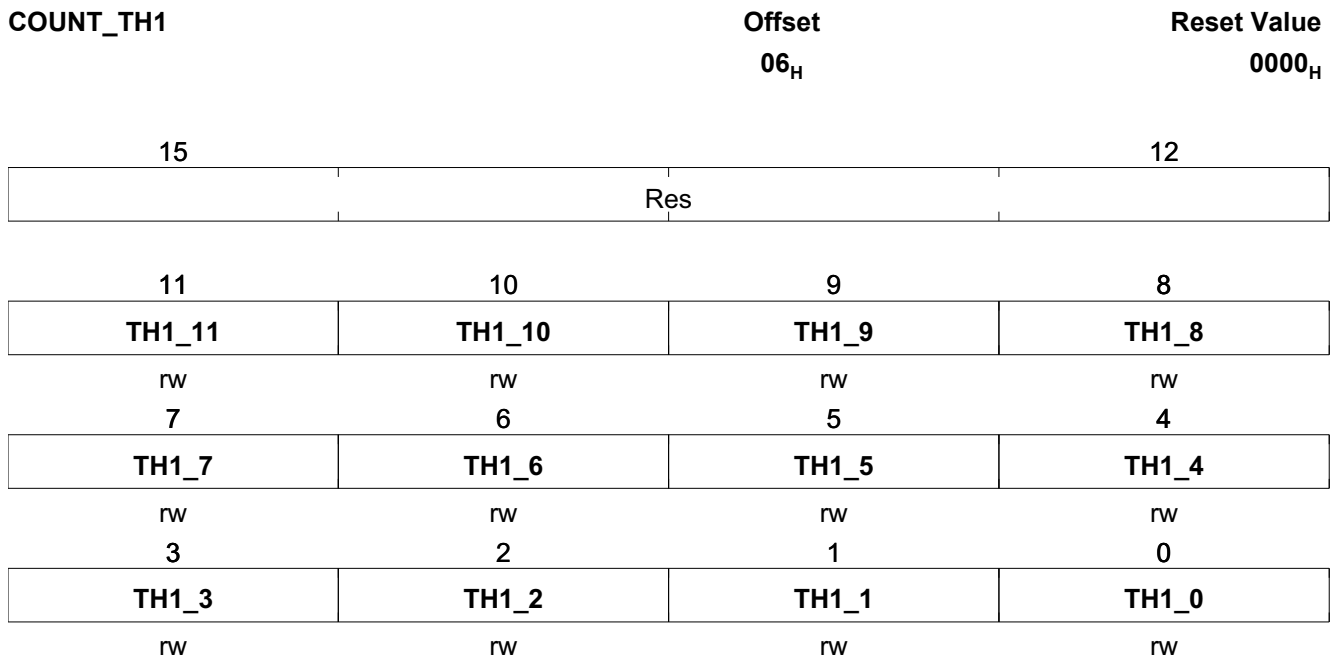 COUNT_TH1 Offset Reset Value
06H 0000H
15 12
Res
11 10 9 8
TH1_11 TH1_10 TH1_9 TH1_8
rw rw rw rw
7 6 5 4
TH1_7 TH1_6 TH1_5 TH1_4
rw rw rw rw
3 2 1 0
TH1_3 TH1_2 TH1_1 TH1_0
rw rw rw rw